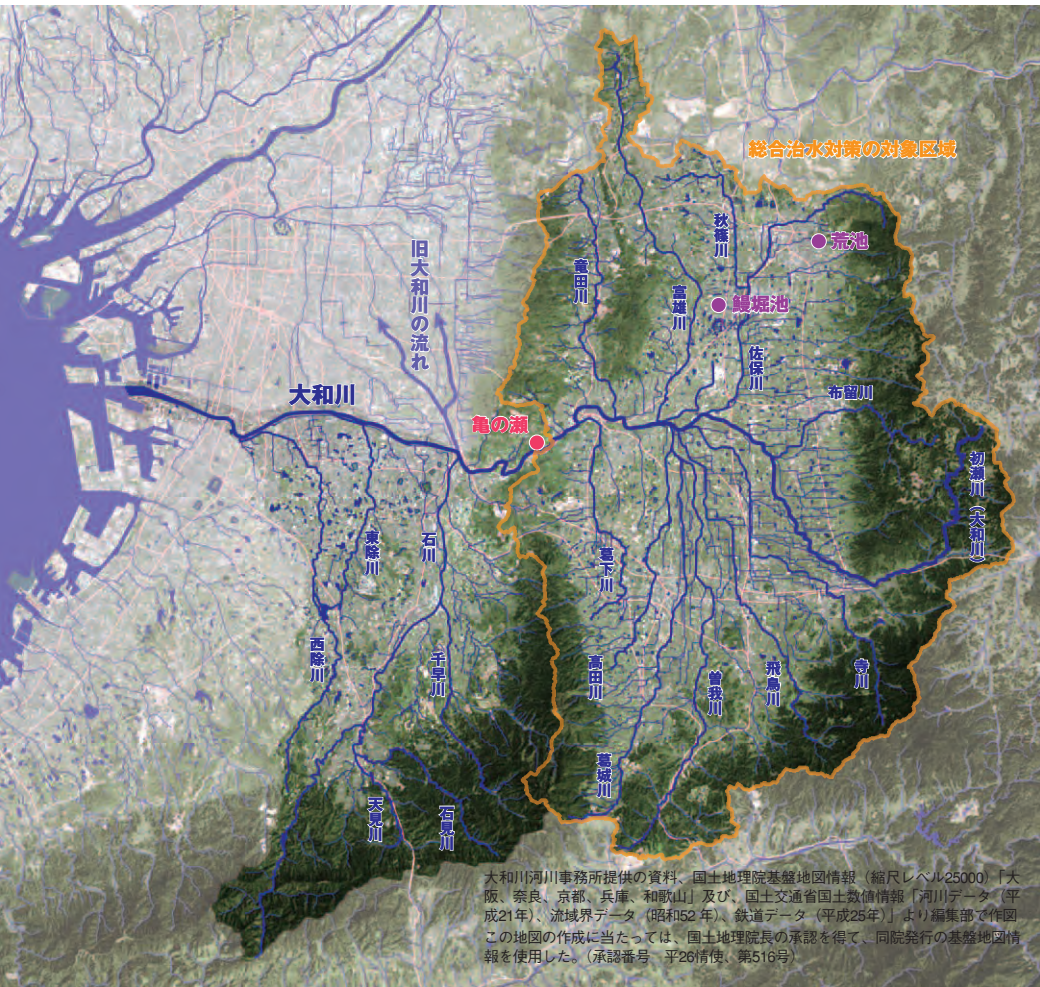 総合治水対策の対象区域
秋篠川
荒池
旧大和川の流れ
竜田川
富雄川
鰻堀池
佐保川
大和川
布留川
亀の瀬
初瀬川（大和川）
東除川
石川
葛下川
西除川
千早川
高田川
曽我川
飛鳥川
寺川
葛城川
天見川
石見川
大和川河川事務所提供の資料、国土地理院基盤地図情報（縮尺レベル25000）「大
阪、奈良、京都、兵庫、和歌山」及び、国土交通省国土数値情報「河川データ（平
成21年）、流域界データ（昭和52 年）、鉄道データ（平成25年）」より編集部で作図
この地図の作成に当たっては、国土地理院長の承認を得て、同院発行の基盤地図情
報を使用した。（承認番号　平26情使、第516号）